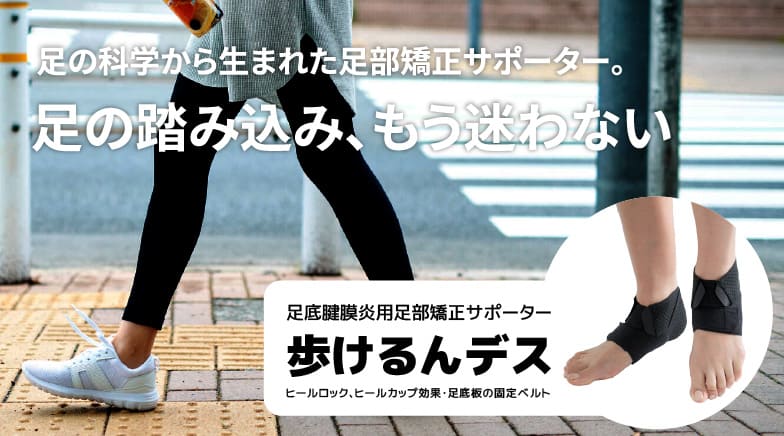 足の科学から生まれた足部矯正サポーター。
足の踏み込み、もう迷わない
足底腱膜炎用足部矯正サポーター
歩けるんデス
ヒールロック、ヒールカップ効果・足底板の固定ベルト